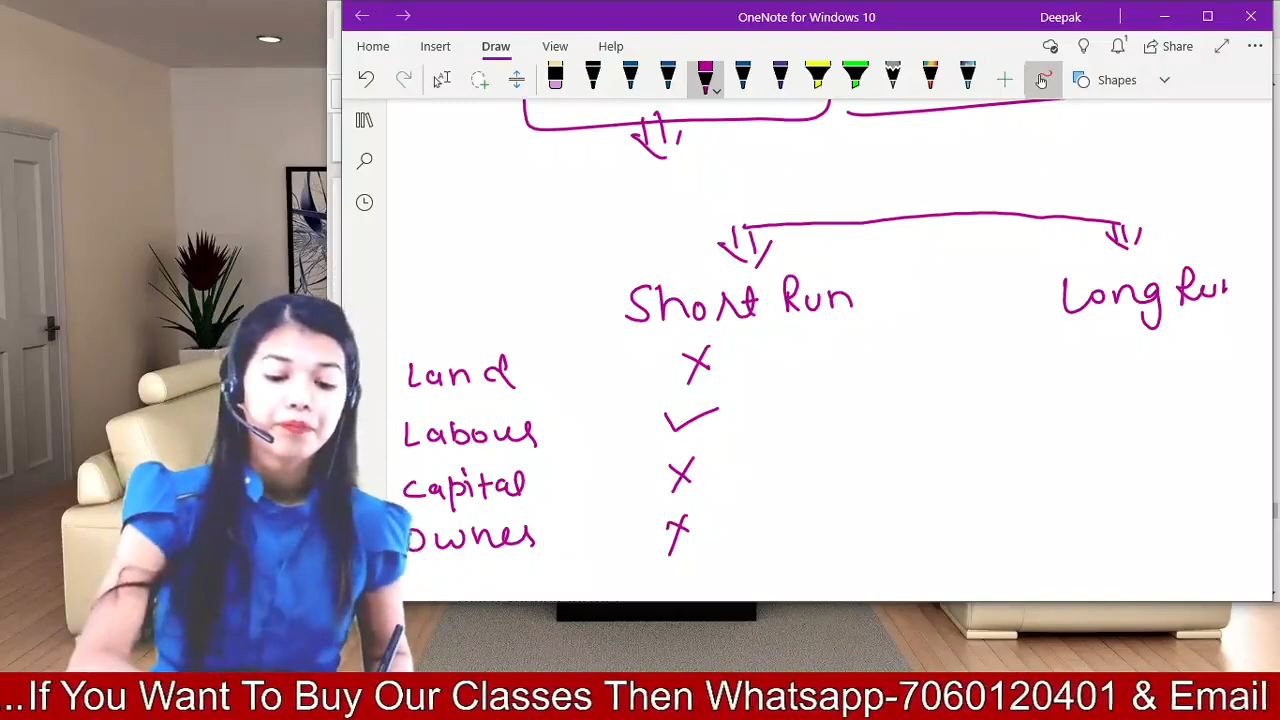 OneNote for Windows 10 Deepak
Home Insert Draw View Help Share
Shapes
Short Run Long Run
Land X
Labour ✓
Capital X
Owner X
...If You Want To Buy Our Classes Then Whatsapp-7060120401 & Email